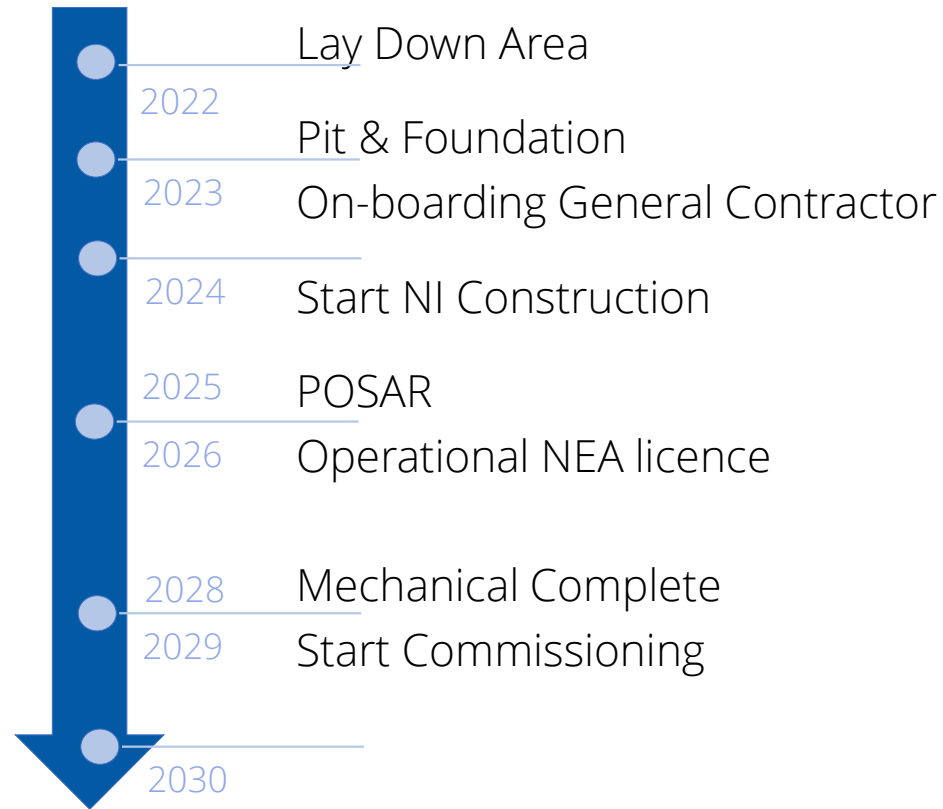 Lay Down Area
2022
Pit & Foundation
2023
On-boarding General Contractor
2024
Start NI Construction
2025
POSAR
2026
Operational NEA licence
2028
Mechanical Complete
2029
Start Commissioning
2030